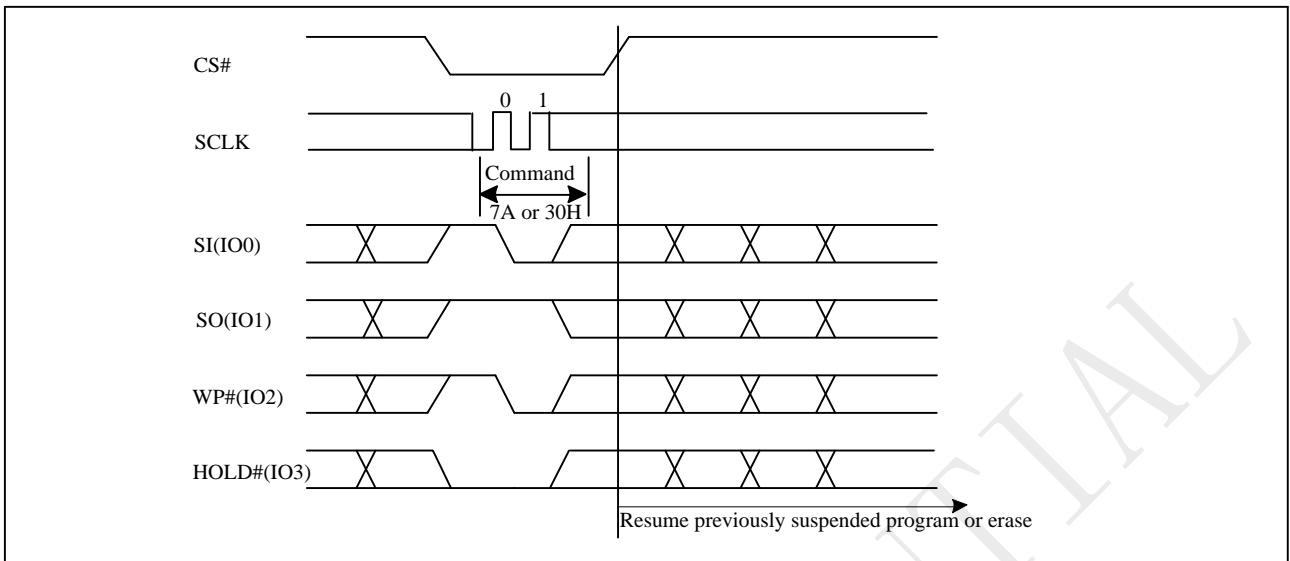 CS#
0 1
SCLK
Command
7A or 30H
SI(IO0)
SO(IO1)
WP#(IO2)
HOLD#(IO3)
Resume previously suspended program or erase
NTIAL